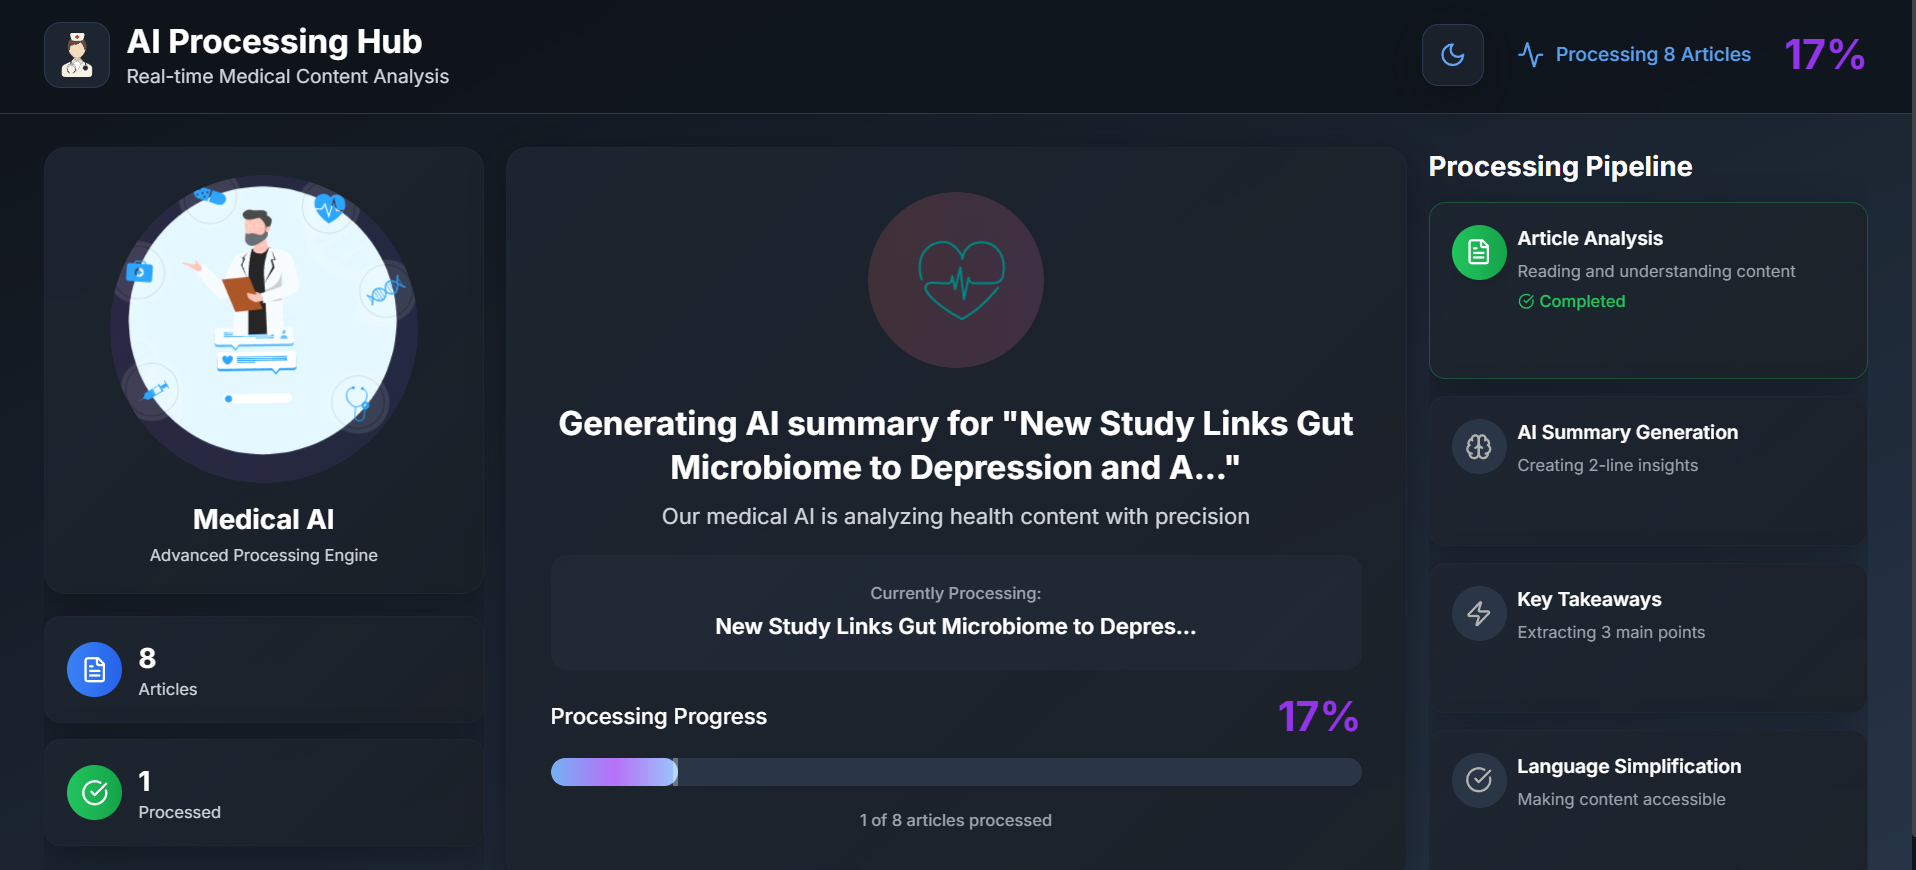 AI Processing Hub
Real-time Medical Content Analysis
Processing 8 Articles
17%
Medical AI
Advanced Processing Engine
8
Articles
1
Processed
Generating AI summary for "New Study Links Gut
Microbiome to Depression and A..."
Our medical AI is analyzing health content with precision
Currently Processing:
New Study Links Gut Microbiome to Depres...
Processing Progress
17%
1 of 8 articles processed
Processing Pipeline
Article Analysis
Reading and understanding content
Completed
AI Summary Generation
Creating 2-line insights
Key Takeaways
Extracting 3 main points
Language Simplification
Making content accessible